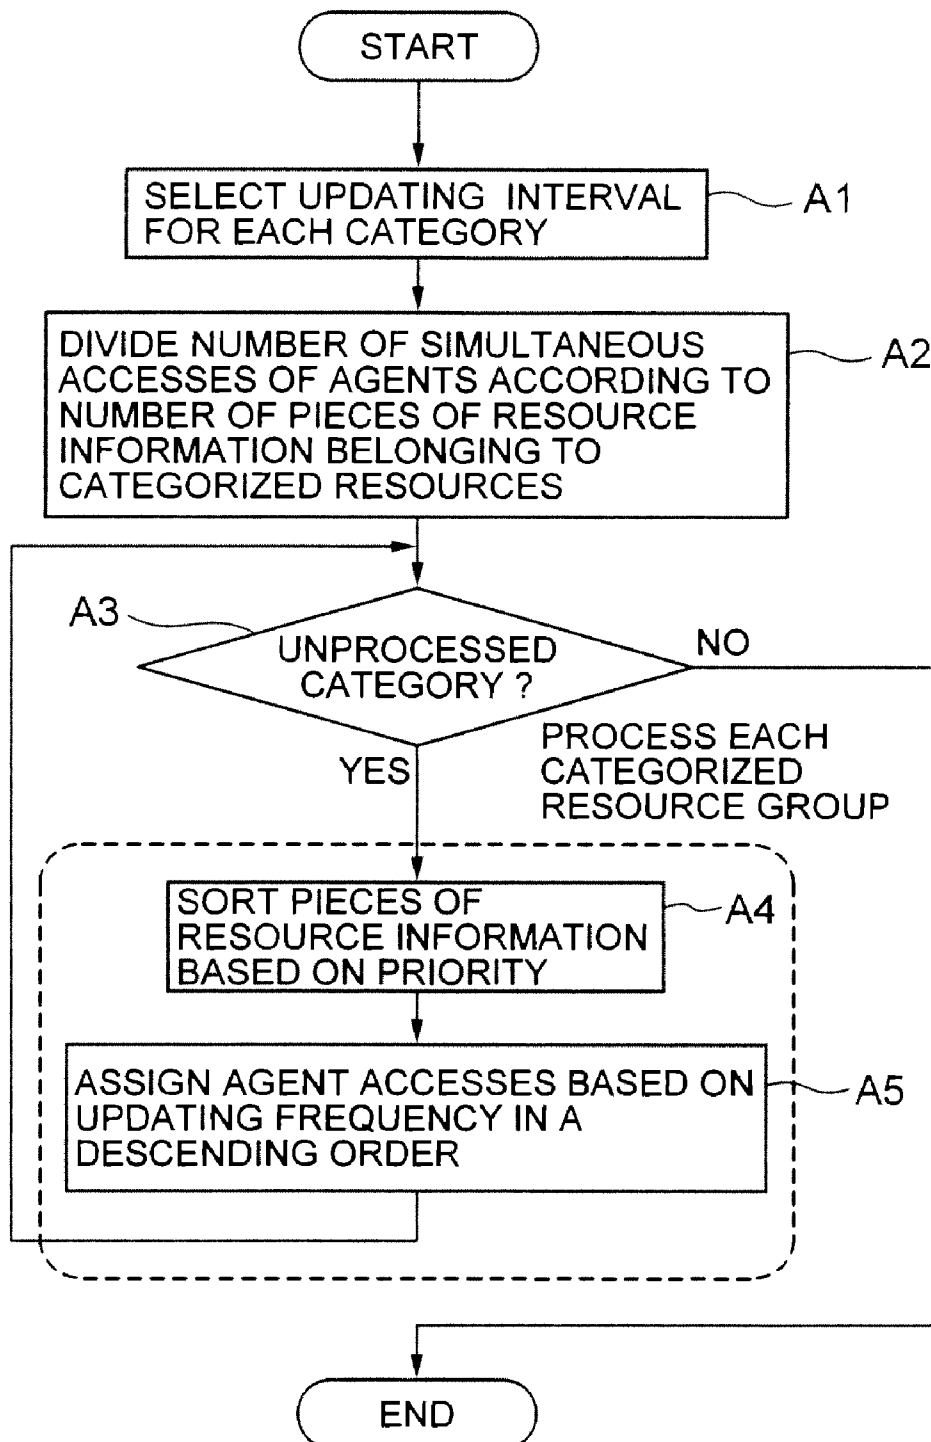 START
SELECT UPDATING INTERVAL
FOR EACH CATEGORY
A1
DIVIDE NUMBER OF SIMULTANEOUS
ACCESSES OF AGENTS ACCORDING TO
NUMBER OF PIECES OF RESOURCE
INFORMATION BELONGING TO
CATEGORIZED RESOURCES
A2
A3
UNPROCESSED
CATEGORY ?
NO
YES
PROCESS EACH
CATEGORIZED
RESOURCE GROUP
SORT PIECES OF
RESOURCE INFORMATION
BASED ON PRIORITY
A4
ASSIGN AGENT ACCESSES BASED ON
UPDATING FREQUENCY IN A
DESCENDING ORDER
A5
END